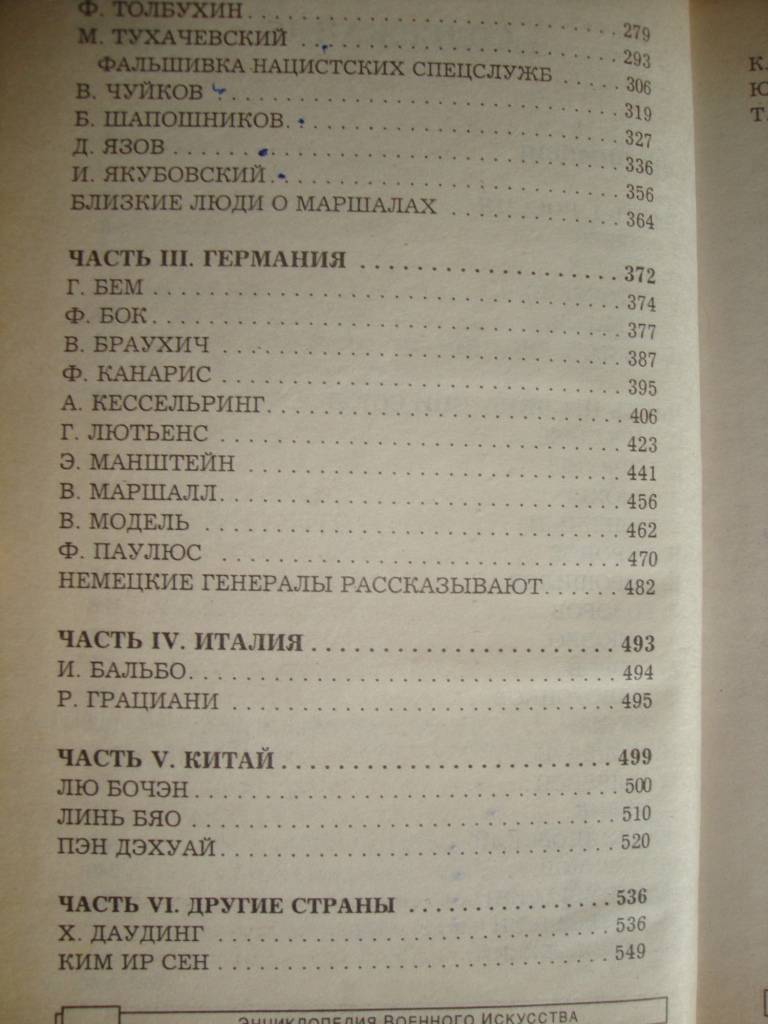 Ф. ТОЛБУХИН 279
М. ТУХАЧЕВСКИЙ 293
ФАЛЬШИВКА НАЦИСТСКИХ СПЕЦСЛУЖБ 306
В. ЧУЙКОВ 319
Б. ШАПОШНИКОВ 327
Д. ЯЗОВ 336
И. ЯКУБОВСКИЙ 356
БЛИЗКИЕ ЛЮДИ О МАРШАЛАХ 364
ЧАСТЬ III. ГЕРМАНИЯ 372
Г. БЕМ 374
Ф. БОК 377
В. БРАУХИЧ 387
Ф. КАНАРИС 395
А. КЕССЕЛЬРИНГ 406
Г. ЛЮТЬЕНС 423
Э. МАНШТЕЙН 441
В. МАРШАЛЛ 456
В. МОДЕЛЬ 462
Ф. ПАУЛЮС 470
НЕМЕЦКИЕ ГЕНЕРАЛЫ РАССКАЗЫВАЮТ 482
ЧАСТЬ IV. ИТАЛИЯ 493
И. БАЛЬБО 494
Р. ГРАЦИАНИ 495
ЧАСТЬ V. КИТАЙ 499
ЛЮ БОЧЭН 500
ЛИНЬ БЯО 510
ПЭН ДЭХУАЙ 520
ЧАСТЬ VI. ДРУГИЕ СТРАНЫ 536
Х. ДАУДИНГ 536
КИМ ИР СЕН 549
ЭНЦИКЛОПЕДИЯ ВОЕННОГО ИСКУССТВА
К.
Ю
Т.